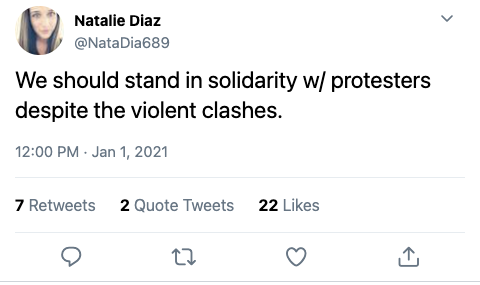 Natalie Diaz
@NataDia689
We should stand in solidarity w/ protesters
despite the violent clashes.
12:00 PM · Jan 1, 2021
7 Retweets 2 Quote Tweets 22 Likes